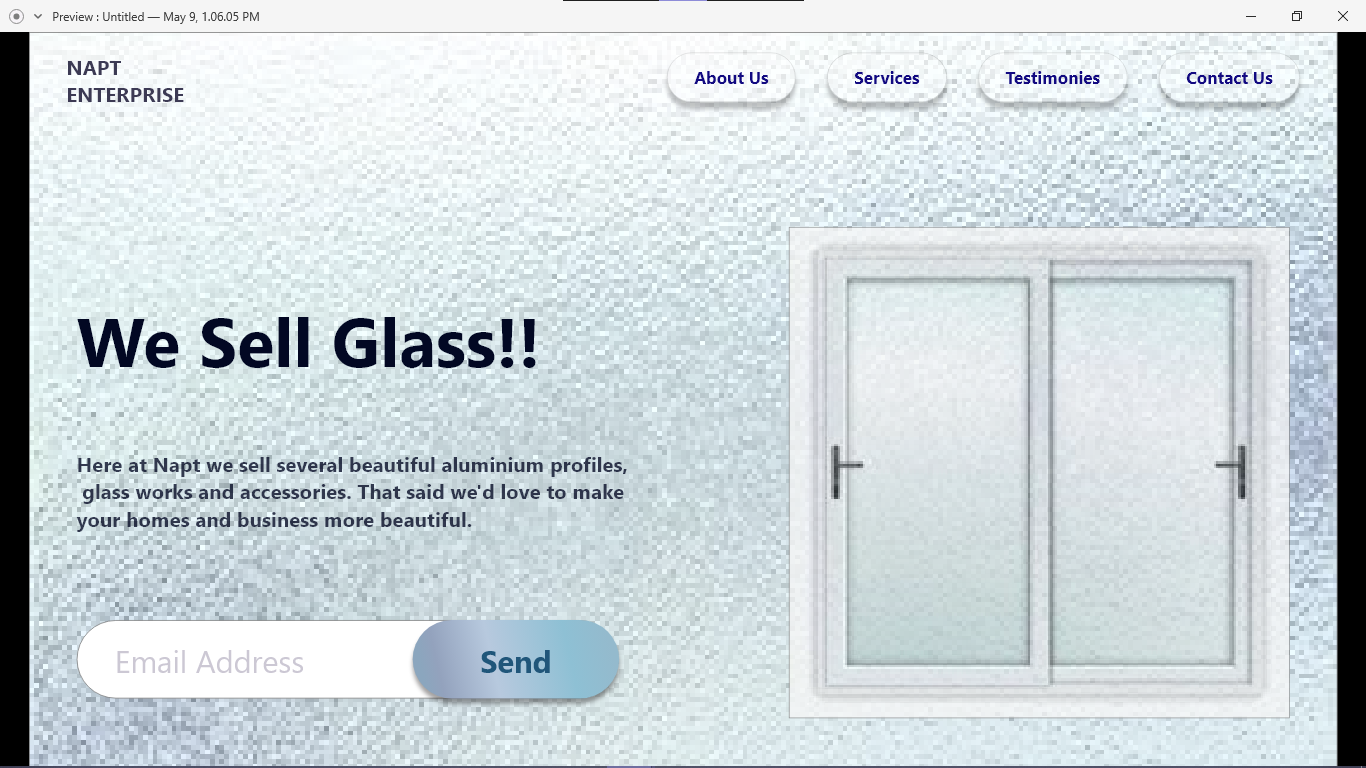 Preview : Untitled — May 9, 1.06.05 PM
NAPT
ENTERPRISE
About Us
Services
Testimonies
Contact Us
We Sell Glass!!
Here at Napt we sell several beautiful aluminium profiles,
glass works and accessories. That said we'd love to make
your homes and business more beautiful.
Email Address
Send